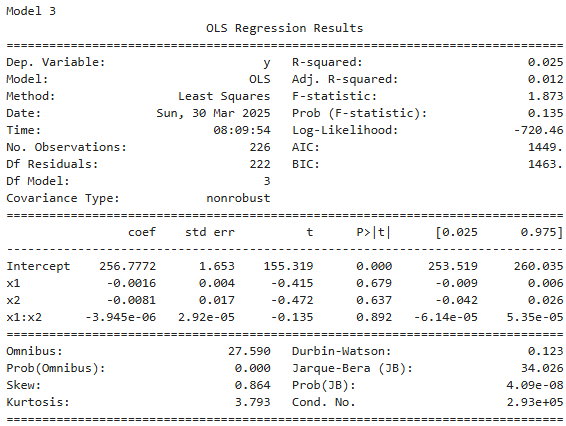 Model 3
OLS Regression Results
==============================================================================
Dep. Variable: y R-squared: 0.025
Model: OLS Adj. R-squared: 0.012
Method: Least Squares F-statistic: 1.873
Date: Sun, 30 Mar 2025 Prob (F-statistic): 0.135
Time: 08:09:54 Log-Likelihood: -720.46
No. Observations: 226 AIC: 1449.
Df Residuals: 222 BIC: 1463.
Df Model: 3
Covariance Type: nonrobust
==============================================================================
coef std err t P>|t| [0.025 0.975]
------------------------------------------------------------------------------
Intercept 256.7772 1.653 155.319 0.000 253.519 260.035
x1 -0.0016 0.004 -0.415 0.679 -0.009 0.006
x2 -0.0081 0.017 -0.472 0.637 -0.042 0.026
x1:x2 -3.945e-06 2.92e-05 -0.135 0.892 -6.14e-05 5.35e-05
==============================================================================
Omnibus: 27.590 Durbin-Watson: 0.123
Prob(Omnibus): 0.000 Jarque-Bera (JB): 34.026
Skew: 0.864 Prob(JB): 4.09e-08
Kurtosis: 3.793 Cond. No. 2.93e+05
==============================================================================